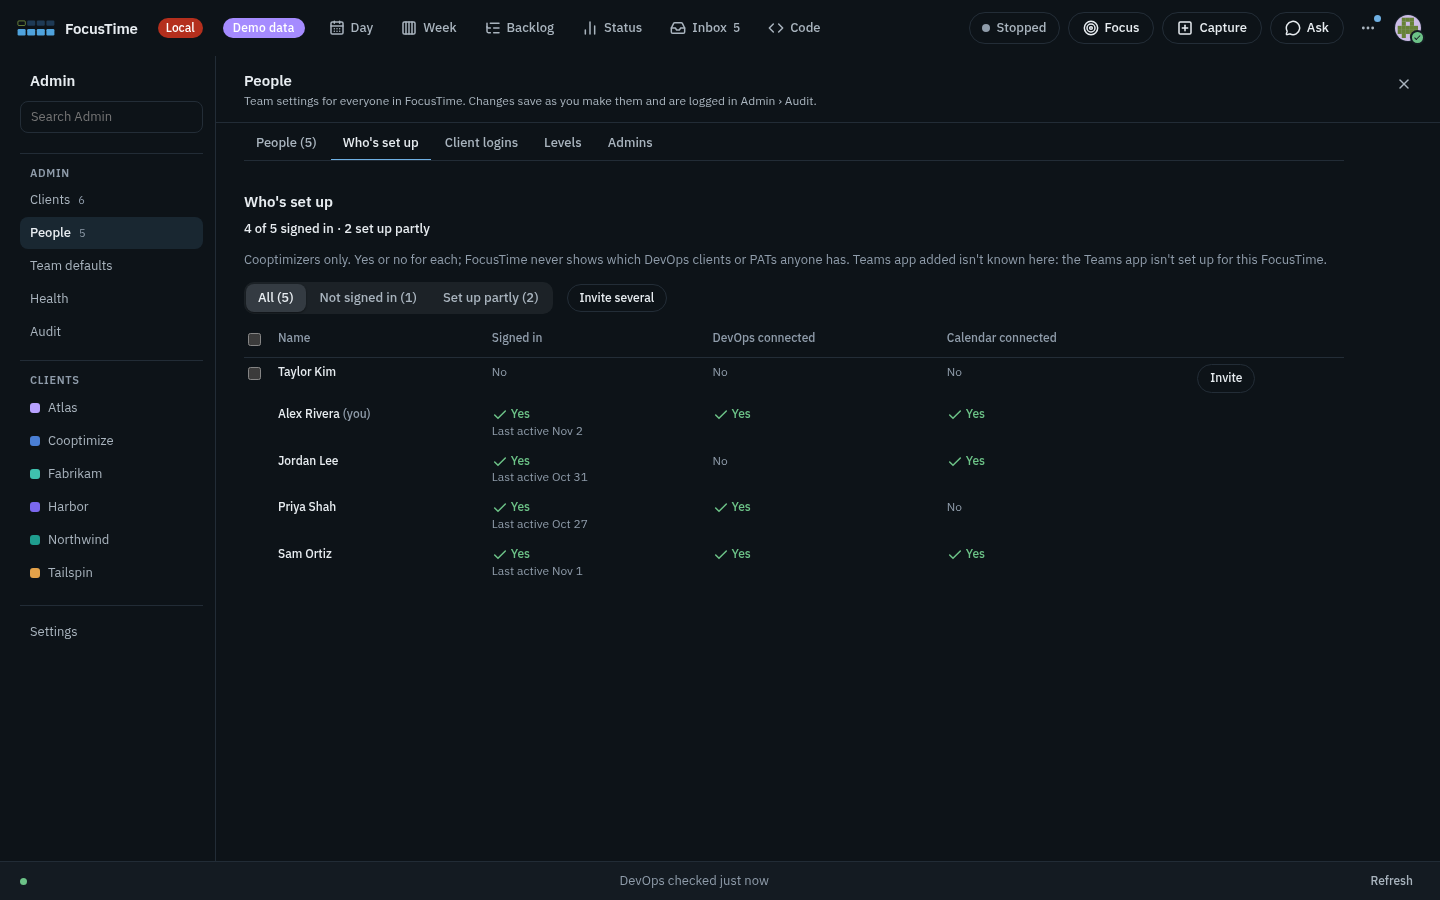 FocusTime
Local
Demo data
Day
Week
Backlog
Status
Inbox 5
Code
Stopped
Focus
Capture
Ask
Admin
Search Admin
ADMIN
Clients 6
People 5
Team defaults
Health
Audit
CLIENTS
Atlas
Cooptimize
Fabrikam
Harbor
Northwind
Tailspin
Settings
People
Team settings for everyone in FocusTime. Changes save as you make them and are logged in Admin › Audit.
People (5) Who's set up Client logins Levels Admins
Who's set up
4 of 5 signed in · 2 set up partly
Cooptimizers only. Yes or no for each; FocusTime never shows which DevOps clients or PATs anyone has. Teams app added isn't known here: the Teams app isn't set up for this FocusTime.
All (5) Not signed in (1) Set up partly (2) Invite several
Name Signed in DevOps connected Calendar connected
Taylor Kim No No No Invite
Alex Rivera (you) Yes Yes Yes
Last active Nov 2
Jordan Lee Yes No Yes
Last active Oct 31
Priya Shah Yes Yes No
Last active Oct 27
Sam Ortiz Yes Yes Yes
Last active Nov 1
DevOps checked just now
Refresh